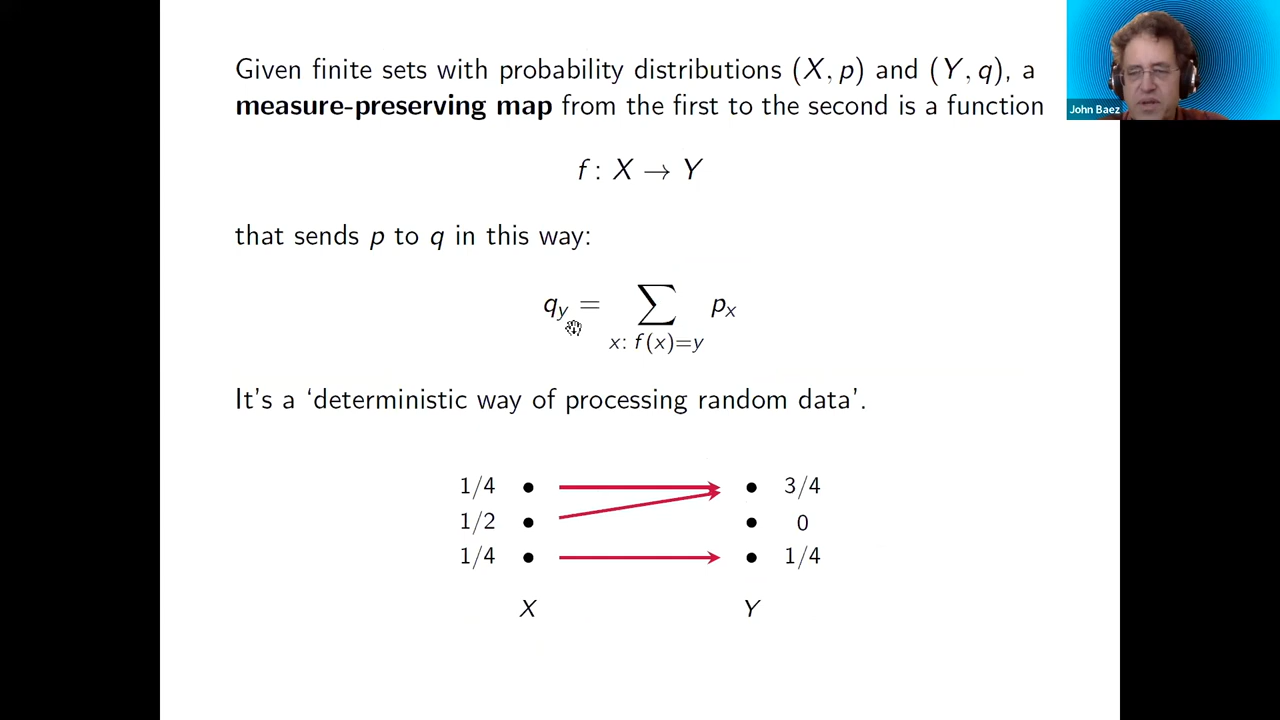 Given finite sets with probability distributions (X, p) and (Y, q), a
John Baez
measure-preserving map from the first to the second is a function
f : X → Y
that sends p to q in this way:
q_y = ∑ p_x
x: f(x)=y
It's a ‘deterministic way of processing random data’.
1/4 • • 3/4
1/2 • • 0
1/4 • • 1/4
X Y